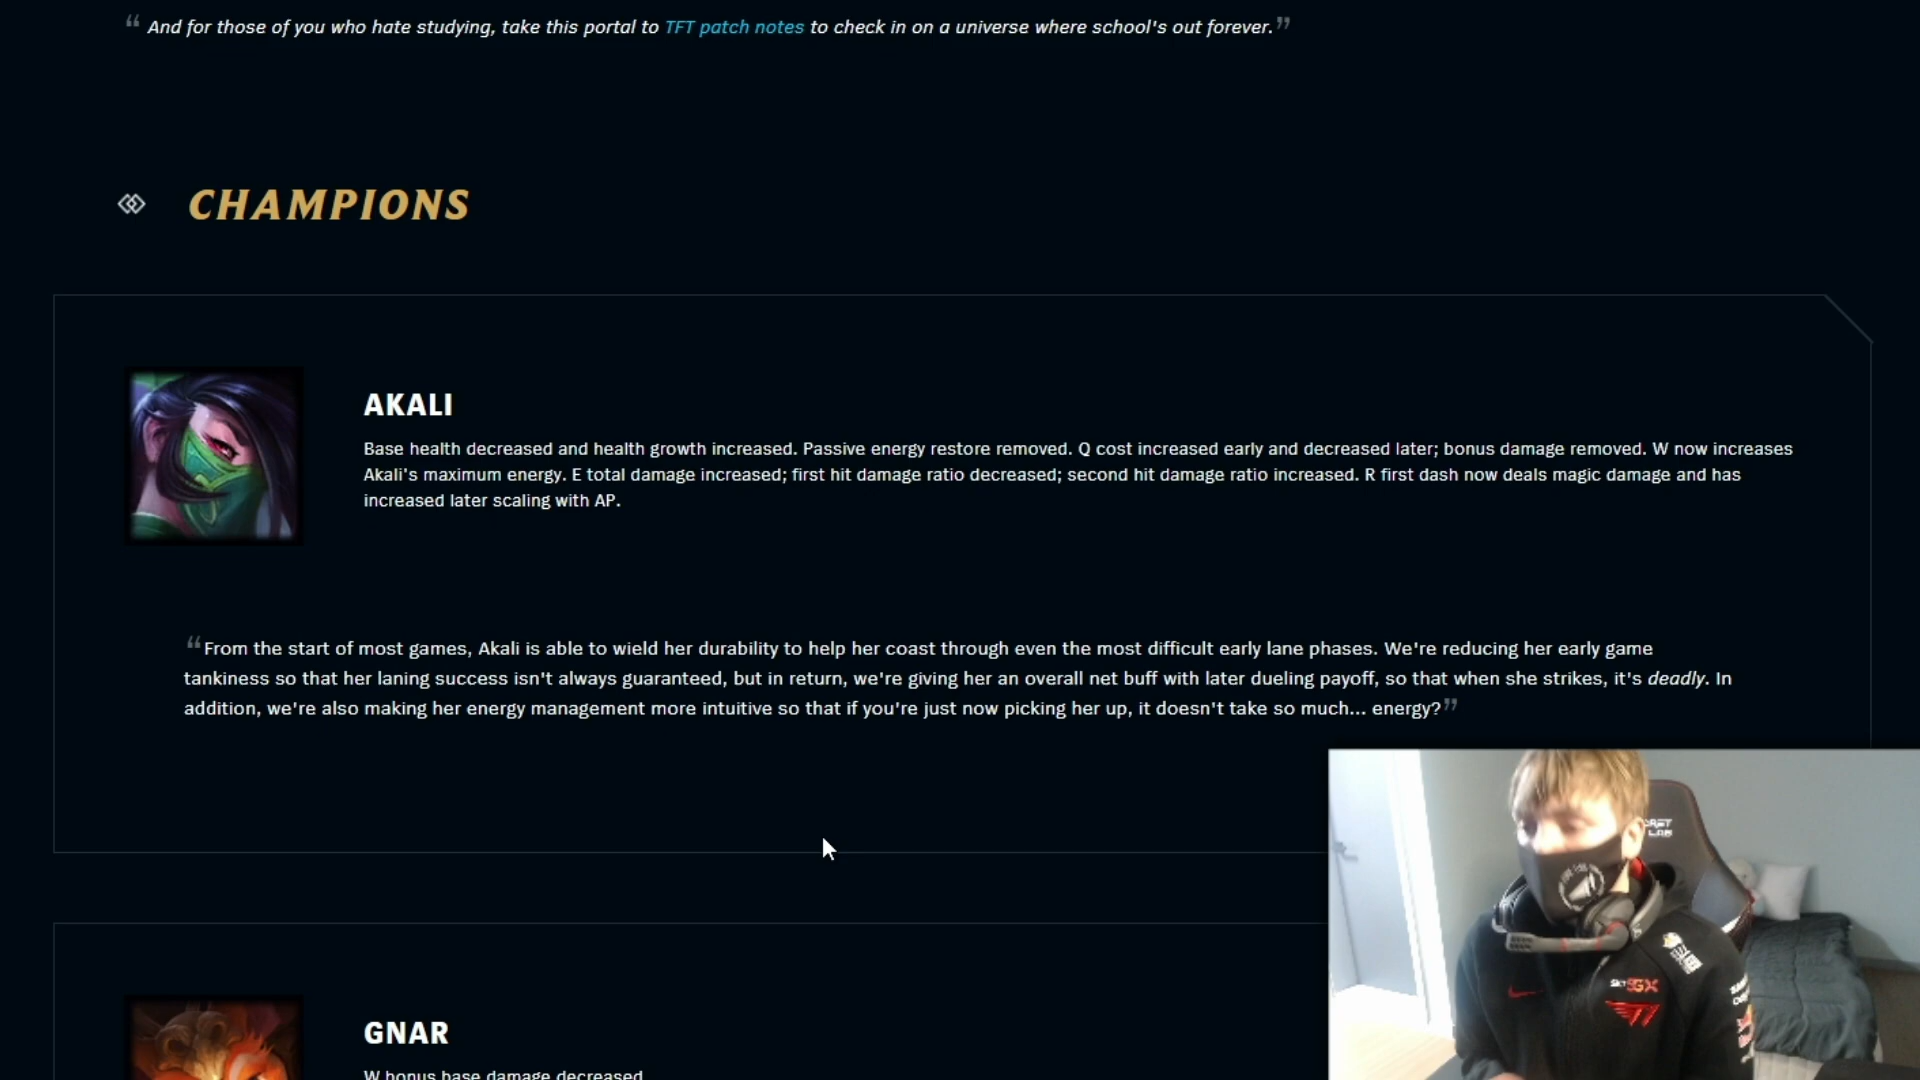 “And for those of you who hate studying, take this portal to TFT patch notes to check in on a universe where school's out forever.”
CHAMPIONS
AKALI
Base health decreased and health growth increased. Passive energy restore removed. Q cost increased early and decreased later; bonus damage removed. W now increases
Akali's maximum energy. E total damage increased; first hit damage ratio decreased; second hit damage ratio increased. R first dash now deals magic damage and has
increased later scaling with AP.
“From the start of most games, Akali is able to wield her durability to help her coast through even the most difficult early lane phases. We're reducing her early game
tankiness so that her laning success isn't always guaranteed, but in return, we're giving her an overall net buff with later dueling payoff, so that when she strikes, it's deadly. In
addition, we're also making her energy management more intuitive so that if you're just now picking her up, it doesn't take so much... energy?”
GNAR
W bonus base damage decreased.
LAB
5GX
T1